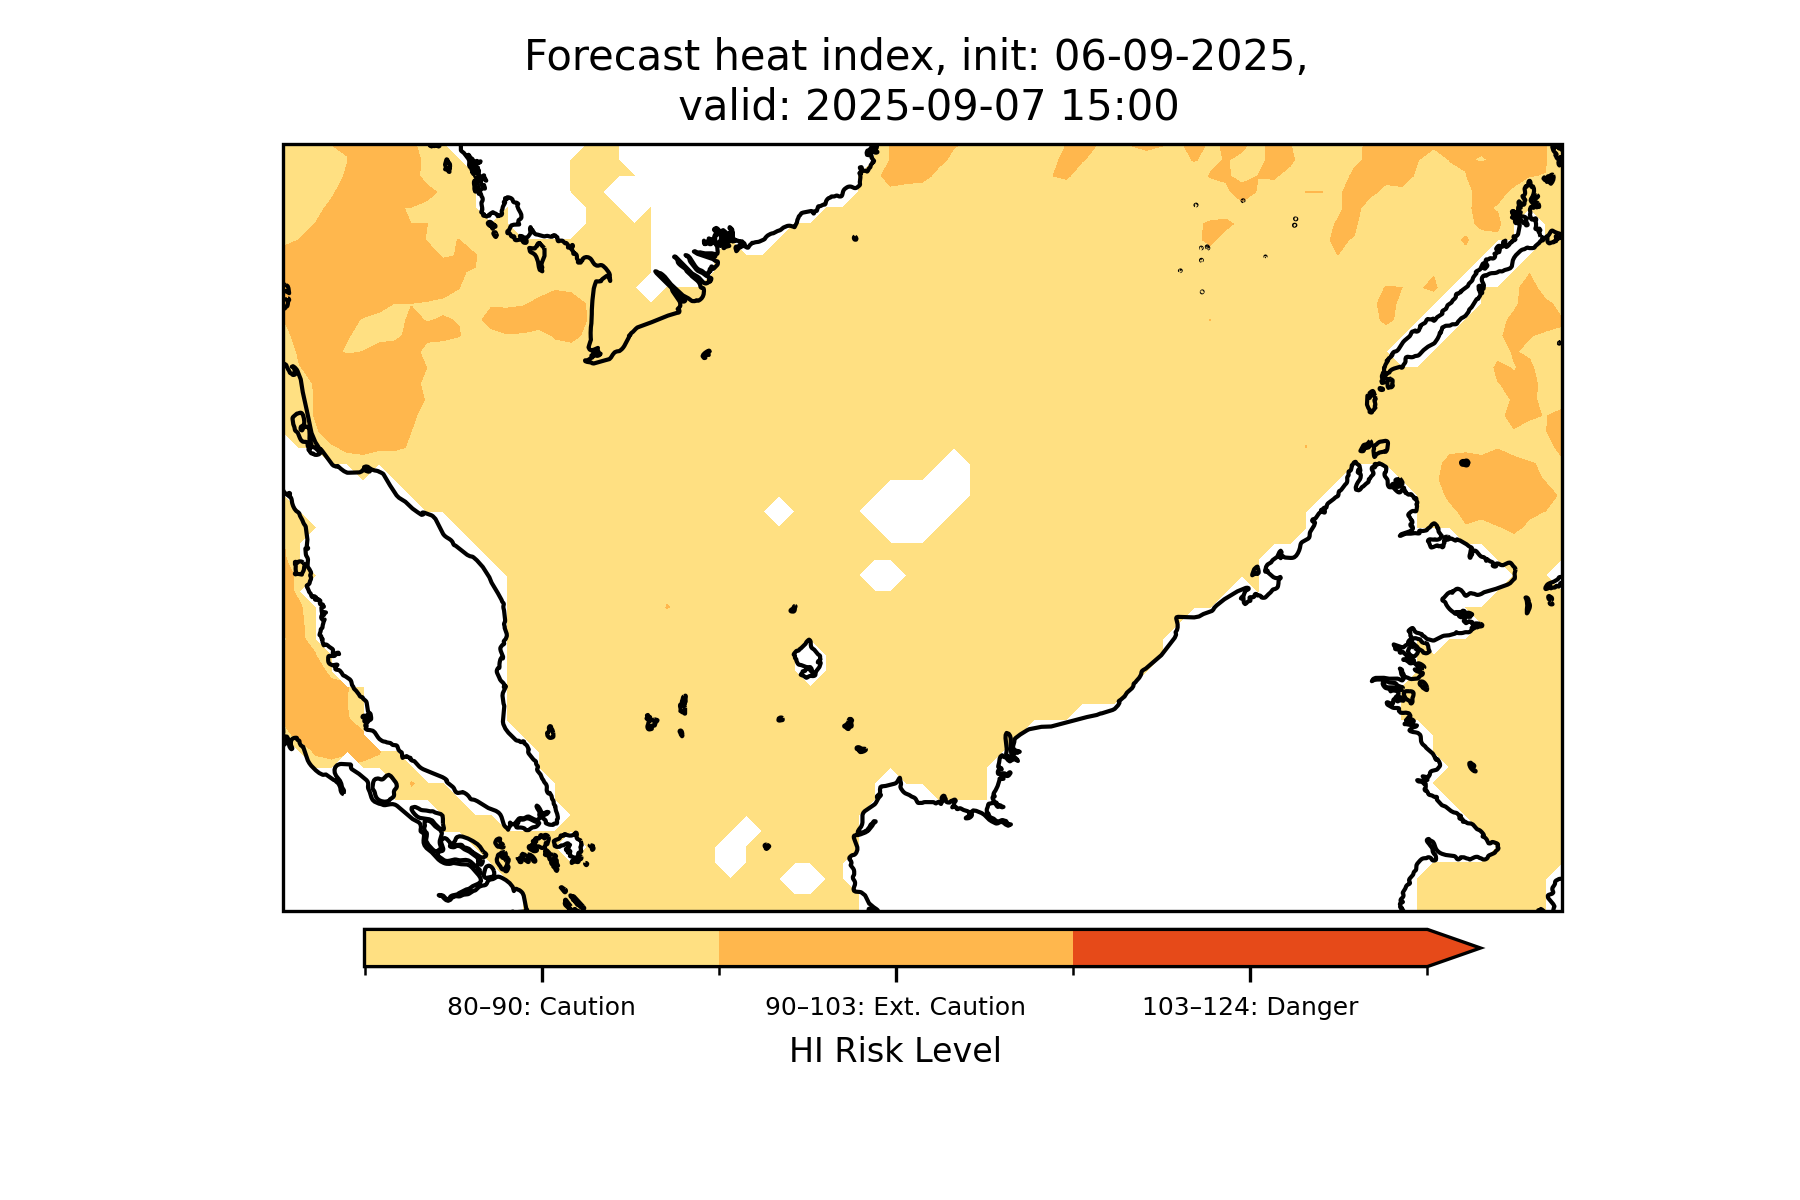 Forecast heat index, init: 06-09-2025,
valid: 2025-09-07 15:00
80–90: Caution
90–103: Ext. Caution
103–124: Danger
HI Risk Level